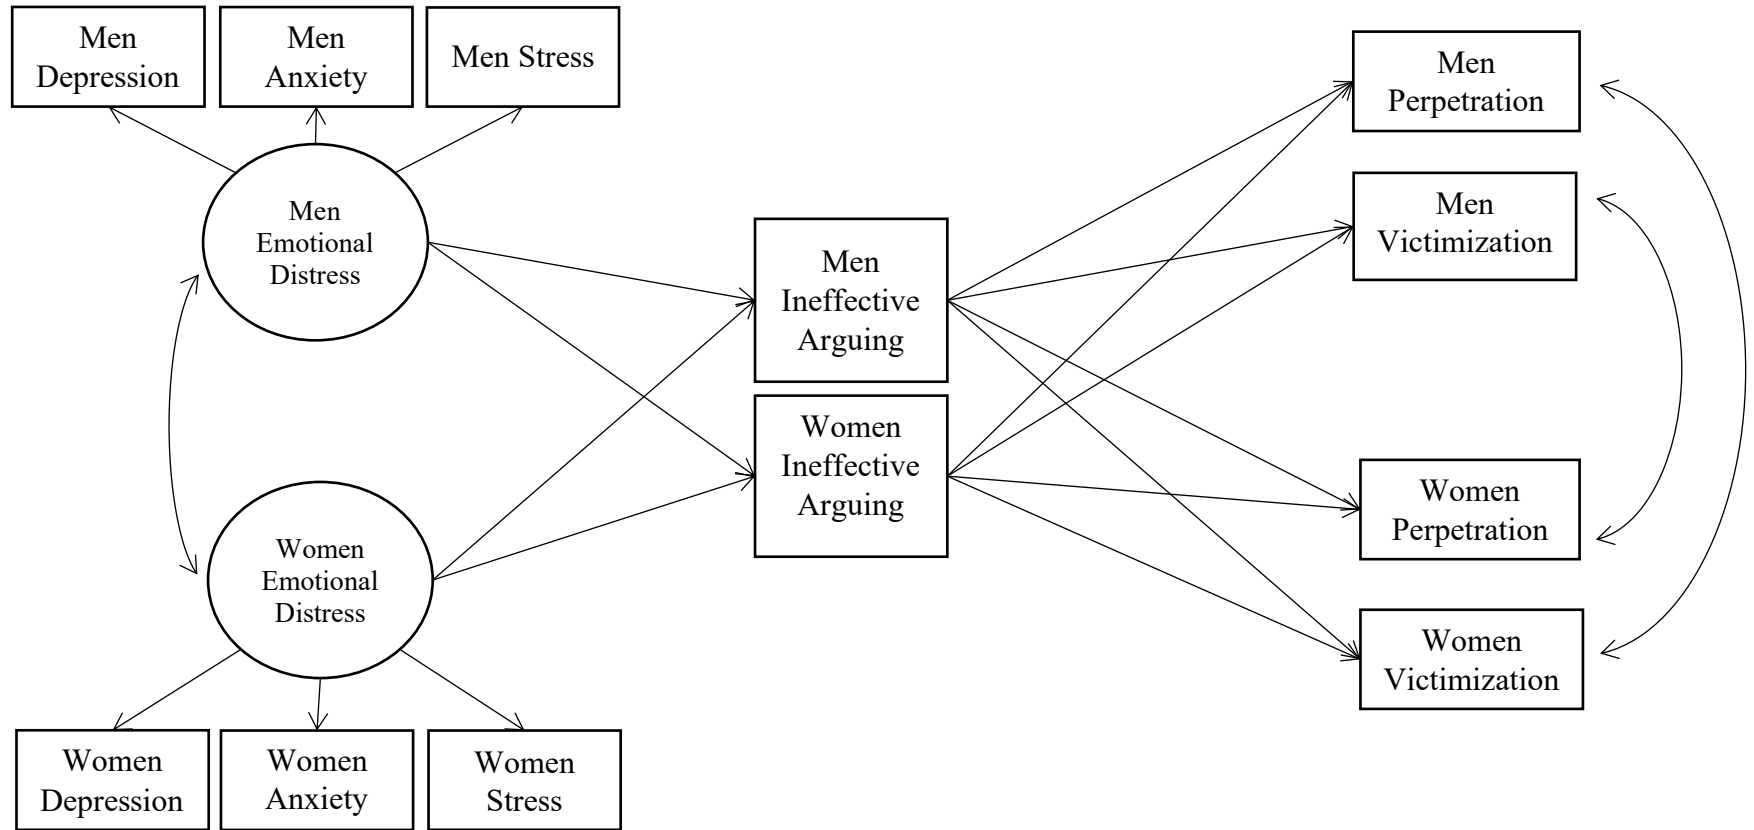 Men
Depression
Men
Anxiety
Men Stress
Men
Perpetration
Men
Victimization
Men
Emotional
Distress
Men
Ineffective
Arguing
Women
Ineffective
Arguing
Women
Emotional
Distress
Women
Perpetration
Women
Victimization
Women
Depression
Women
Anxiety
Women
Stress